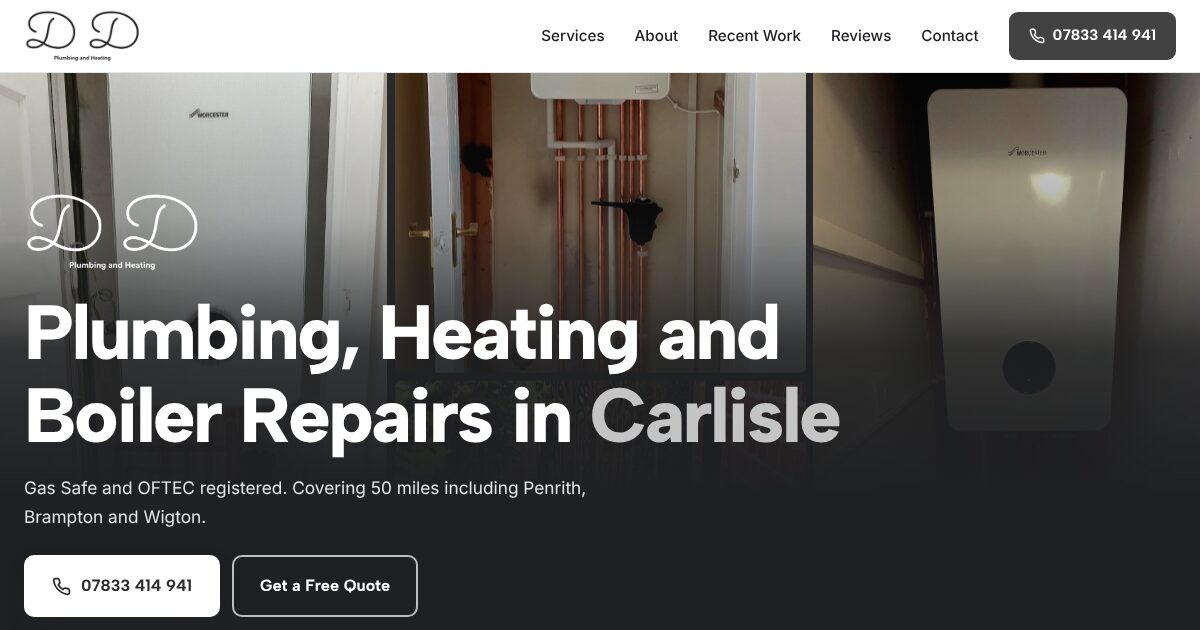 D D
Plumbing and Heating
Services
About
Recent Work
Reviews
Contact
07833 414 941
WORCESTER
WORCESTER
D D
Plumbing and Heating
Plumbing, Heating and
Boiler Repairs in Carlisle
Gas Safe and OFTEC registered. Covering 50 miles including Penrith,
Brampton and Wigton.
07833 414 941
Get a Free Quote